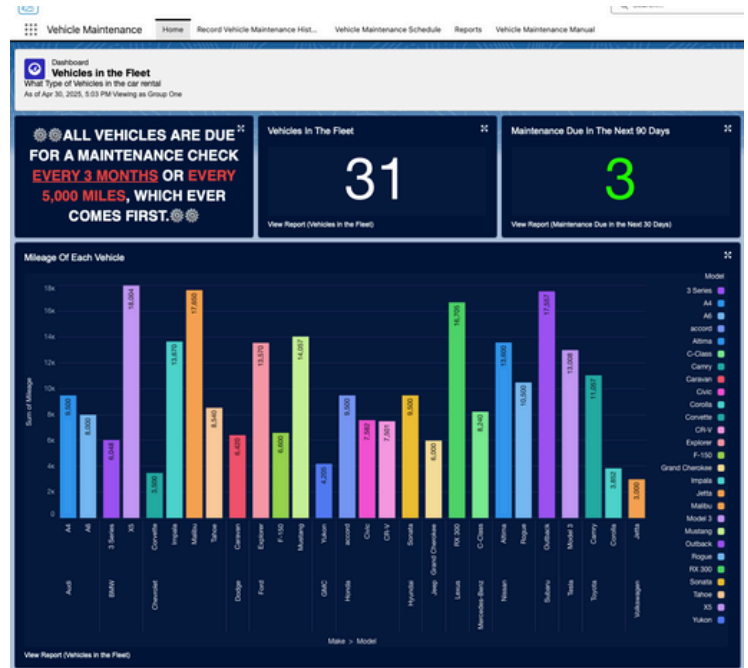 Vehicle Maintenance
Home
Record Vehicle Maintenance Hist...
Vehicle Maintenance Schedule
Reports
Vehicle Maintenance Manual
Dashboard
Vehicles in the Fleet
What Type of Vehicles in the car rental
As of Apr 30, 2025, 5:03 PM·Viewing as Group One
ALL VEHICLES ARE DUE
FOR A MAINTENANCE CHECK
EVERY 3 MONTHS OR EVERY
5,000 MILES, WHICH EVER
COMES FIRST.
Vehicles In The Fleet
31
View Report (Vehicles in the Fleet)
Maintenance Due In The Next 90 Days
3
View Report (Maintenance Due in the Next 30 Days)
Mileage Of Each Vehicle
Sum of Mileage
18k
16k
14k
12k
10k
8k
6k
4k
2k
0
9,500
8,000
6,048
18,004
3,500
13,670
17,650
8,540
6,420
13,570
6,600
14,057
4,205
9,500
7,582
7,501
9,500
6,000
16,705
8,240
13,600
10,500
17,557
13,008
11,057
3,852
3,000
A4
A6
3 Series
X5
Corvette
Impala
Malibu
Tahoe
Caravan
Explorer
F-150
Mustang
Yukon
accord
Civic
CR-V
Sonata
Grand Cherokee
RX 300
C-Class
Altima
Rogue
Outback
Model 3
Camry
Corolla
Jetta
Audi
BMW
Chevrolet
Dodge
Ford
GMC
Honda
Hyundai
Jeep
Lexus
Mercedes-Benz
Nissan
Subaru
Tesla
Toyota
Volkswagen
Make > Model
Model
3 Series
A4
A6
accord
Altima
C-Class
Camry
Caravan
Civic
Corolla
Corvette
CR-V
Explorer
F-150
Grand Cherokee
Impala
Jetta
Malibu
Model 3
Mustang
Outback
Rogue
RX 300
Sonata
Tahoe
X5
Yukon
View Report (Vehicles in the Fleet)